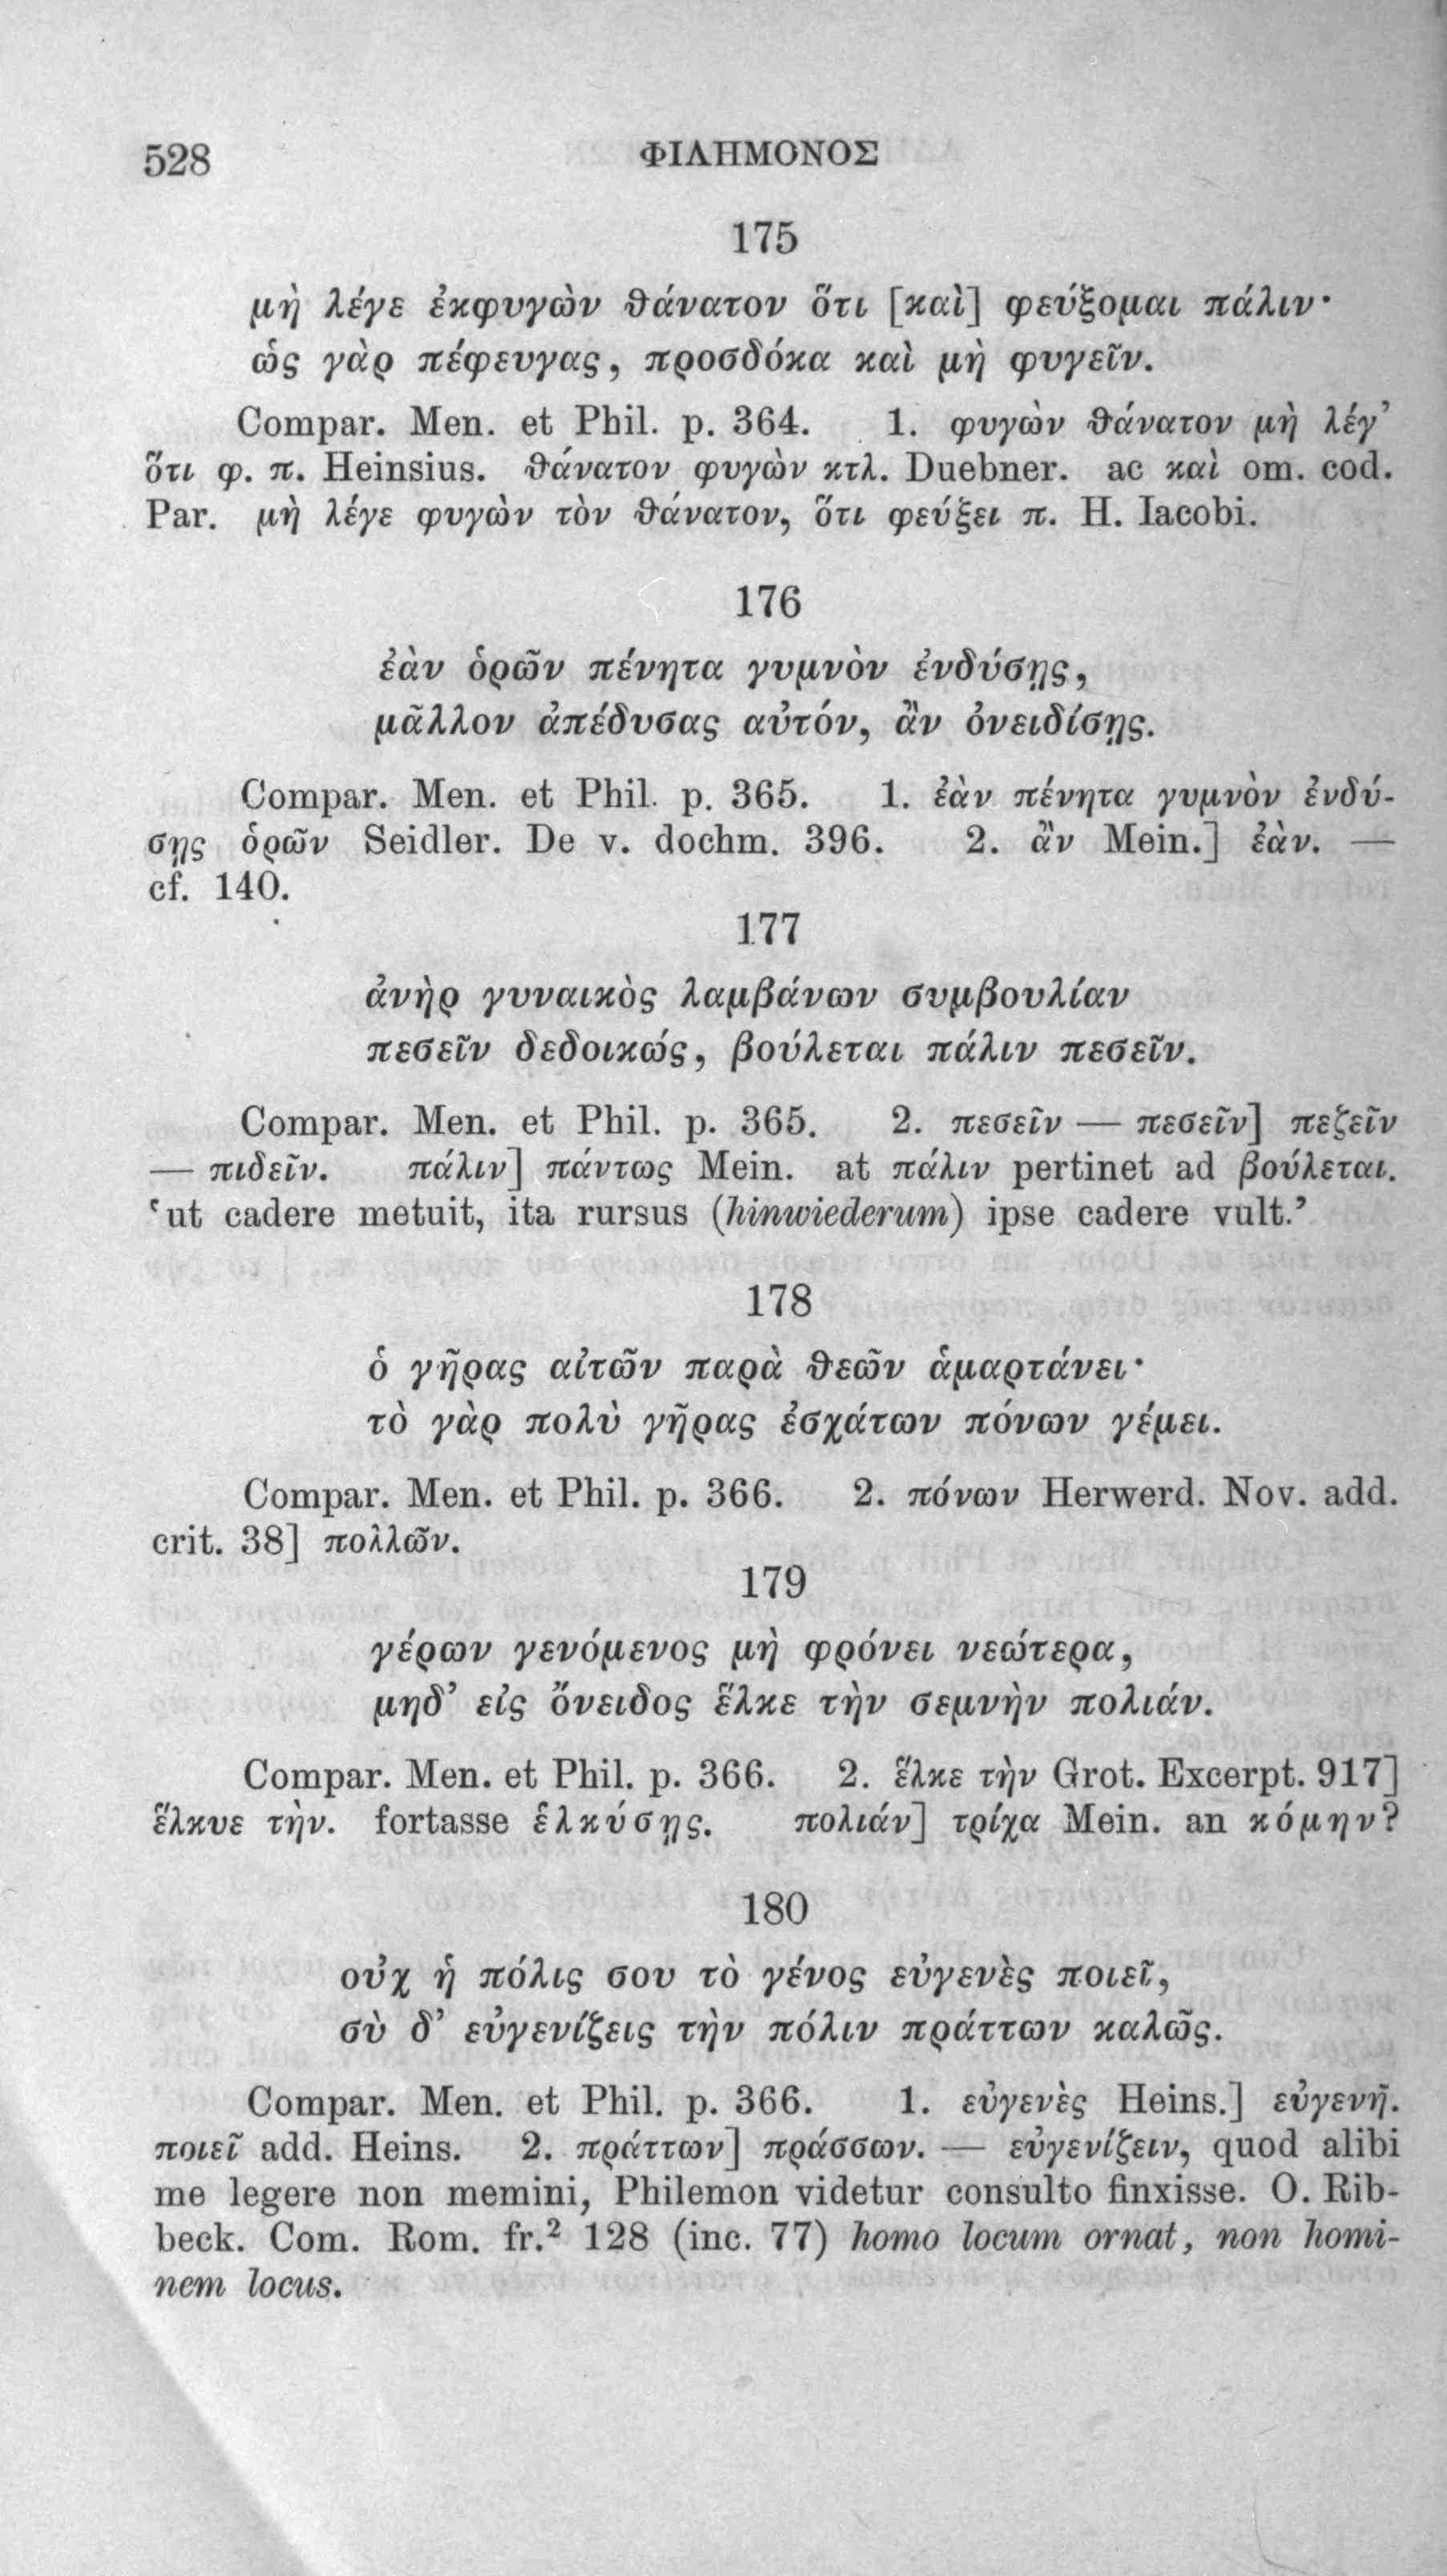 528 ΦΙΛΗΜΟΝΟΣ
175
μὴ λέγε ἐκφυγὼν θάνατον ὅτι [καὶ] φεύξομαι πάλιν·
ὡς γὰρ πέφευγας, προσδόκα καὶ μὴ φυγεῖν.
Compar. Men. et Phil. p. 364. 1. φυγὼν θάνατον μὴ λέγ’
ὅτι φ. π. Heinsius. θάνατον φυγὼν κτλ. Duebner. ac καὶ om. cod.
Par. μὴ λέγε φυγὼν τὸν θάνατον, ὅτι φεύξει π. H. Iacobi.
176
ἐὰν ὁρῶν πένητα γυμνὸν ἐνδύσῃς,
μᾶλλον ἀπέδυσας αὐτόν, ἂν ὀνειδίσῃς.
Compar. Men. et Phil. p. 365. 1. ἐὰν πένητα γυμνὸν ἐνδύ-
σῃς ὁρῶν Seidler. De v. dochm. 396. 2. ἂν Mein.] ἐὰν. —
cf. 140.
177
ἀνὴρ γυναικὸς λαμβάνων συμβουλίαν
πεσεῖν δεδοικώς, βούλεται πάλιν πεσεῖν.
Compar. Men. et Phil. p. 365. 2. πεσεῖν — πεσεῖν] πεζεῖν
— πιδεῖν. πάλιν] πάντως Mein. at πάλιν pertinet ad βούλεται.
‘ut cadere metuit, ita rursus (hinwiederum) ipse cadere vult.’
178
ὁ γῆρας αἰτῶν παρὰ θεῶν ἁμαρτάνει·
τὸ γὰρ πολὺ γῆρας ἐσχάτων πόνων γέμει.
Compar. Men. et Phil. p. 366. 2. πόνων Herwerd. Nov. add.
crit. 38] πολλῶν.
179
γέρων γενόμενος μὴ φρόνει νεώτερα,
μηδ’ εἰς ὄνειδος ἕλκε τὴν σεμνὴν πολιάν.
Compar. Men. et Phil. p. 366. 2. ἕλκε τὴν Grot. Excerpt. 917]
ἕλκυε τὴν. fortasse ἑλκύσῃς. πολιάν] τρίχα Mein. an κόμην?
180
οὐχ ἡ πόλις σου τὸ γένος εὐγενὲς ποιεῖ,
σὺ δ’ εὐγενίζεις τὴν πόλιν πράττων καλῶς.
Compar. Men. et Phil. p. 366. 1. εὐγενὲς Heins.] εὐγενῆ.
ποιεῖ add. Heins. 2. πράττων] πράσσων. — εὐγενίζειν, quod alibi
me legere non memini, Philemon videtur consulto finxisse. O. Rib-
beck. Com. Rom. fr.² 128 (inc. 77) homo locum ornat, non homi-
nem locus.